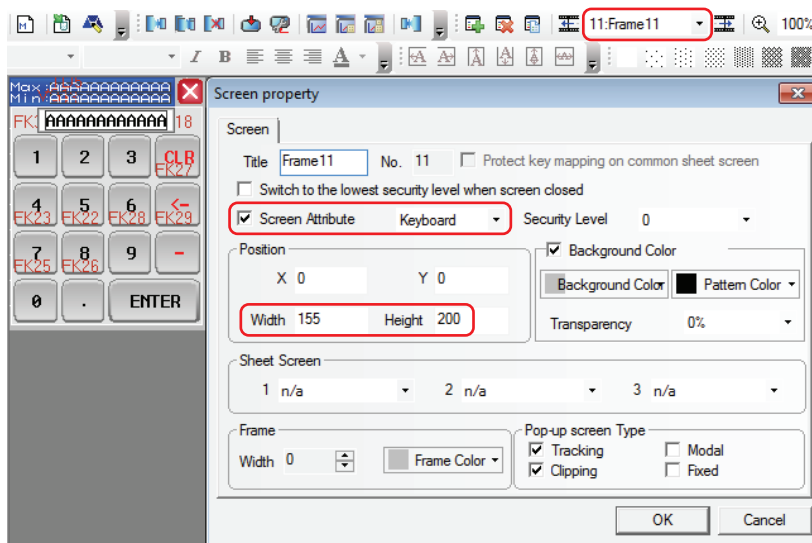 11:Frame11
100%
I B A
Max:AAAAAAAAAAAA
Min:AAAAAAAAAAAA
FK AAAAAAAAAAAA 18
1 2 3 CLR
FK27
4 5 6 <-
FK23 FK22 FK28 FK29
7 8 9 -
FK25 FK26
0 . ENTER
Screen property
Screen
Title Frame11 No. 11 Protect key mapping on common sheet screen
Switch to the lowest security level when screen closed
Screen Attribute Keyboard Security Level 0
Position
X 0 Y 0
Width 155 Height 200
Background Color
Background Color Pattern Color
Transparency 0%
Sheet Screen
1 n/a 2 n/a 3 n/a
Frame
Width 0 Frame Color
Pop-up screen Type
Tracking Modal
Clipping Fixed
OK Cancel